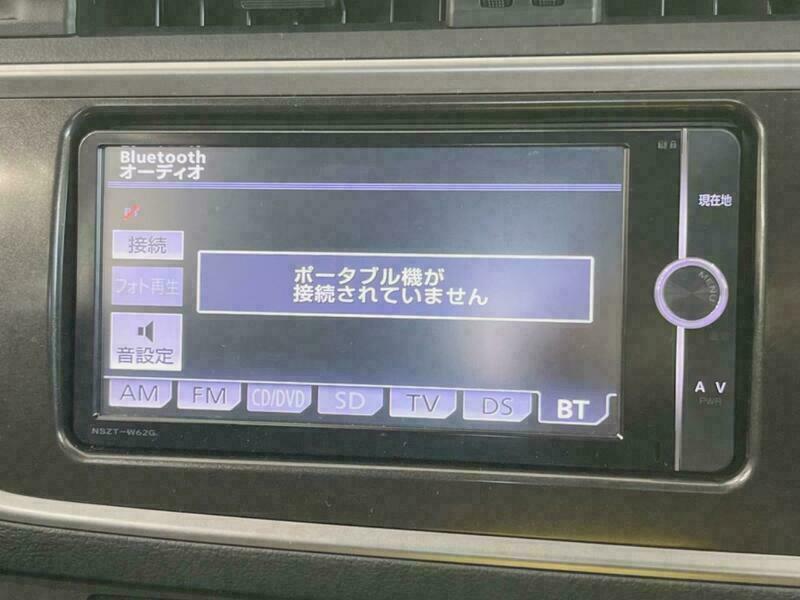 Bluetooth
オーディオ
現在地
接続
フォト再生
音設定
ポータブル機が
接続されていません
MENU
AM FM CD/DVD SD TV DS BT
A V
PWR
NSZT-W62G